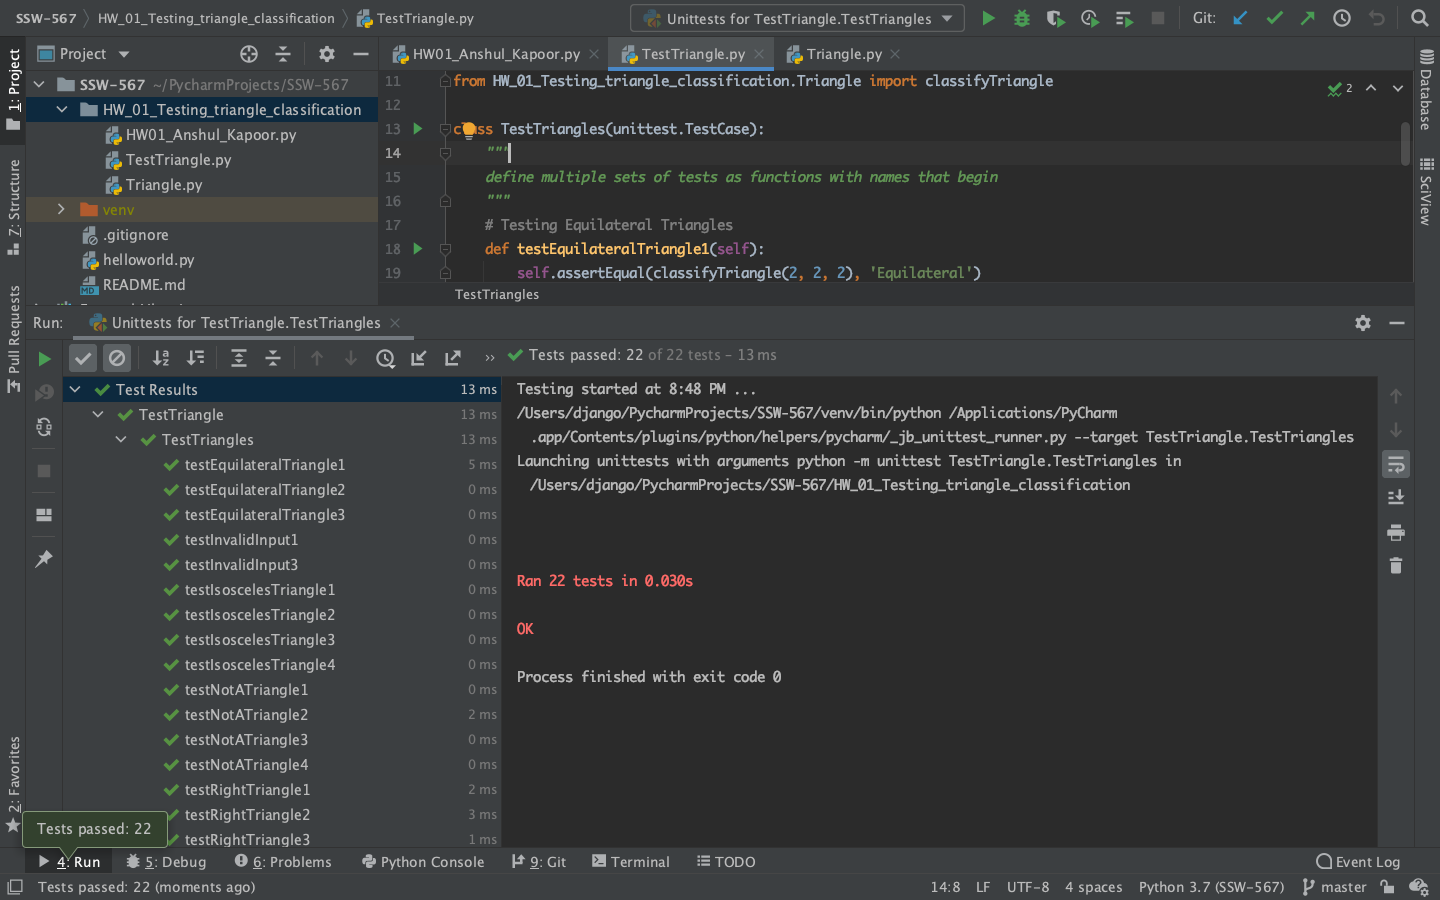 SSW-567 HW_01_Testing_triangle_classification TestTriangle.py Unittests for TestTriangle.TestTriangles Git:
Project
HW01_Anshul_Kapoor.py TestTriangle.py Triangle.py
1: Project
7: Structure
Pull Requests
2: Favorites
Database
SciView
SSW-567 ~/PycharmProjects/SSW-567
HW_01_Testing_triangle_classification
HW01_Anshul_Kapoor.py
TestTriangle.py
Triangle.py
venv
.gitignore
helloworld.py
README.md
11 from HW_01_Testing_triangle_classification.Triangle import classifyTriangle
2
12
13 class TestTriangles(unittest.TestCase):
14 """
15 define multiple sets of tests as functions with names that begin
16 """
17 # Testing Equilateral Triangles
18 def testEquilateralTriangle1(self):
19 self.assertEqual(classifyTriangle(2, 2, 2), 'Equilateral')
TestTriangles
Run: Unittests for TestTriangle.TestTriangles
Tests passed: 22 of 22 tests – 13 ms
Test Results 13 ms
TestTriangle 13 ms
TestTriangles 13 ms
testEquilateralTriangle1 5 ms
testEquilateralTriangle2 0 ms
testEquilateralTriangle3 0 ms
testInvalidInput1 0 ms
testInvalidInput3 0 ms
testIsoscelesTriangle1 0 ms
testIsoscelesTriangle2 0 ms
testIsoscelesTriangle3 0 ms
testIsoscelesTriangle4 0 ms
testNotATriangle1 0 ms
testNotATriangle2 2 ms
testNotATriangle3 0 ms
testNotATriangle4 0 ms
testRightTriangle1 2 ms
testRightTriangle2 3 ms
testRightTriangle3 1 ms
Testing started at 8:48 PM ...
/Users/django/PycharmProjects/SSW-567/venv/bin/python /Applications/PyCharm
.app/Contents/plugins/python/helpers/pycharm/_jb_unittest_runner.py --target TestTriangle.TestTriangles
Launching unittests with arguments python -m unittest TestTriangle.TestTriangles in
/Users/django/PycharmProjects/SSW-567/HW_01_Testing_triangle_classification
Ran 22 tests in 0.030s
OK
Process finished with exit code 0
Tests passed: 22
4: Run 5: Debug 6: Problems Python Console 9: Git Terminal TODO Event Log
Tests passed: 22 (moments ago) 14:8 LF UTF-8 4 spaces Python 3.7 (SSW-567) master